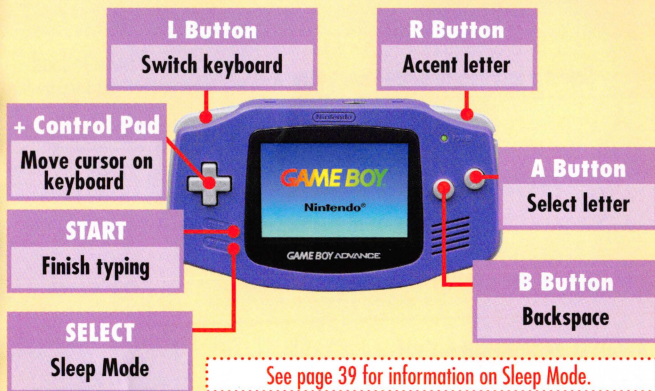 L Button
Switch keyboard
R Button
Accent letter
+ Control Pad
Move cursor on
keyboard
START
Finish typing
SELECT
Sleep Mode
A Button
Select letter
B Button
Backspace
Nintendo
GAME BOY
Nintendo®
GAME BOY ADVANCE
See page 39 for information on Sleep Mode.